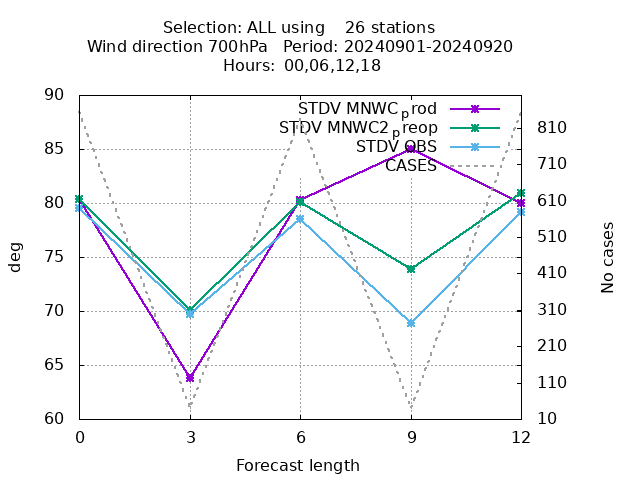 Selection: ALL using    26 stations
Wind direction 700hPa   Period: 20240901-20240920
Hours:  00,06,12,18
STDV MNWCprod
STDV MNWC2preop
STDV OBS
CASES
90
85
80
75
70
65
60
810
710
610
510
410
310
210
110
10
deg
No cases
0 3 6 9 12
Forecast length